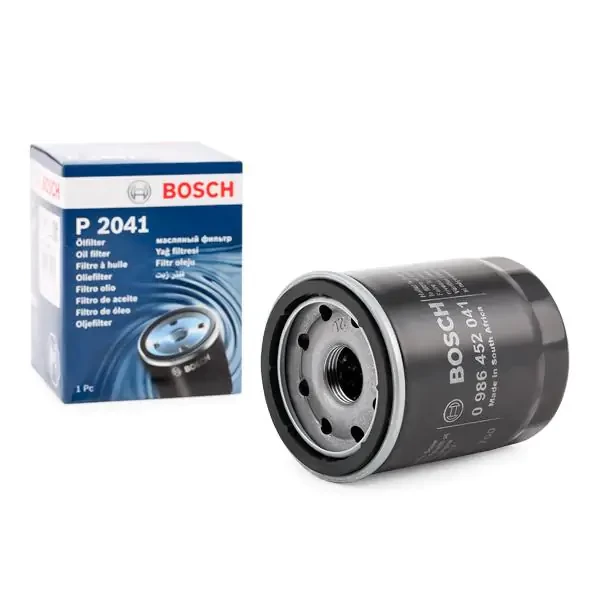 BOSCH
P 2041
Ölfilter
Oil filter
Filtre à huile
Oliefilter
Filtro olio
Filtro de aceite
Filtro de óleo
Oljefilter
масляный фильтр
Yağ filtresi
Filtr oleju
فلتر زيت
1 Pc
BOSCH
0 986 452 041
Made in South Africa